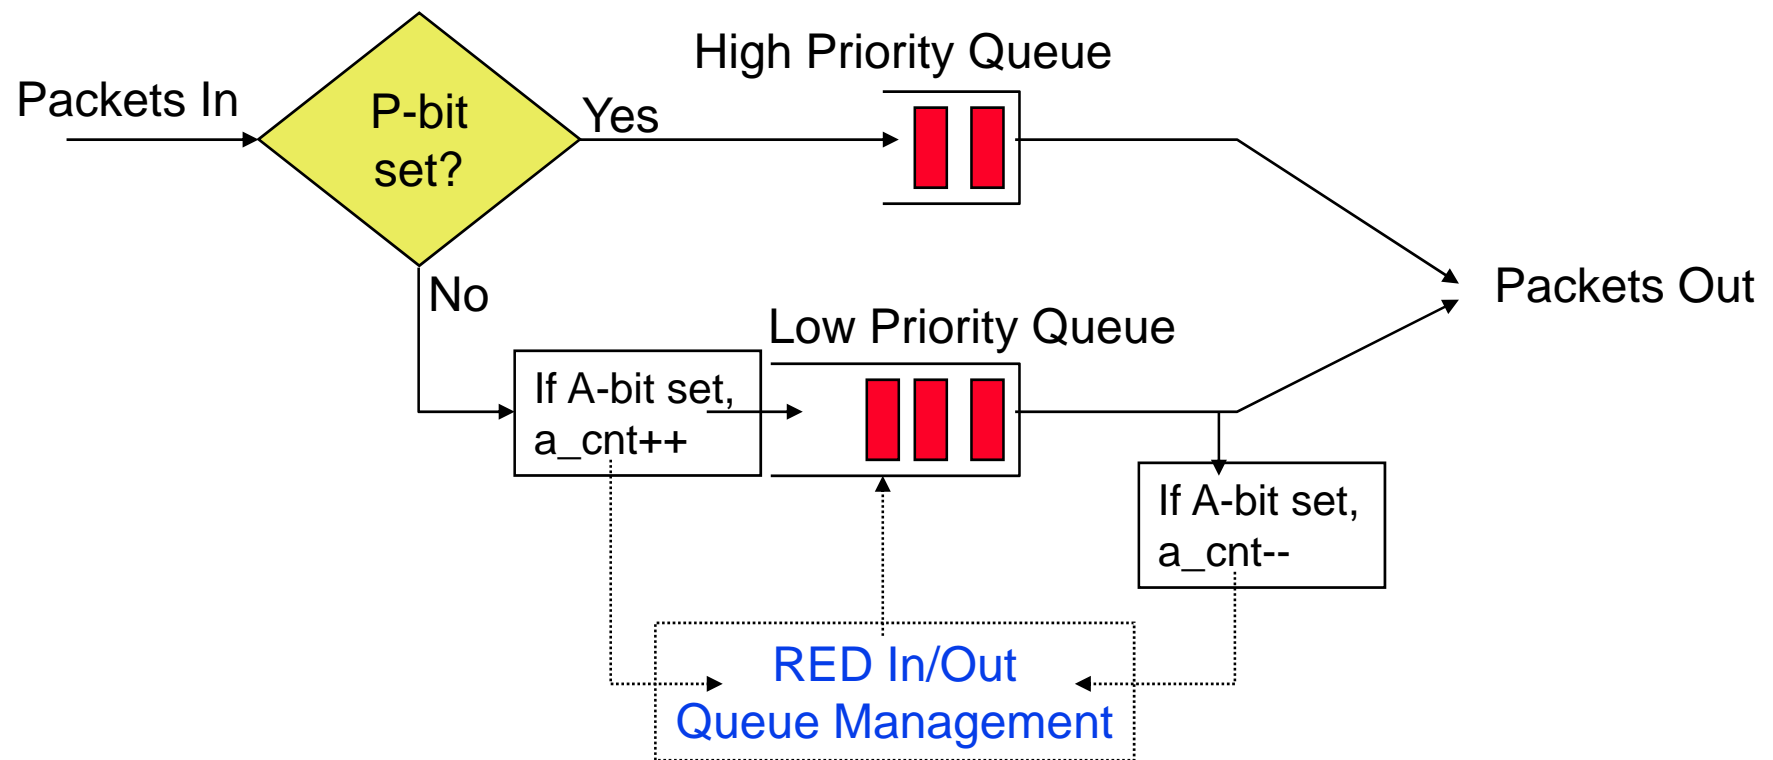 High Priority Queue
Packets In
P-bit
set?
Yes
No
Packets Out
Low Priority Queue
If A-bit set,
a_cnt++
If A-bit set,
a_cnt--
RED In/Out
Queue Management